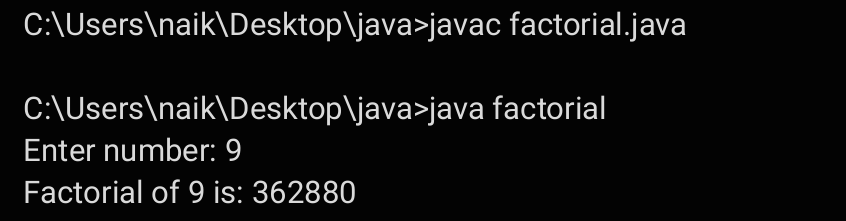 C:\Users\naik\Desktop\java>javac factorial.java
C:\Users\naik\Desktop\java>java factorial
Enter number: 9
Factorial of 9 is: 362880